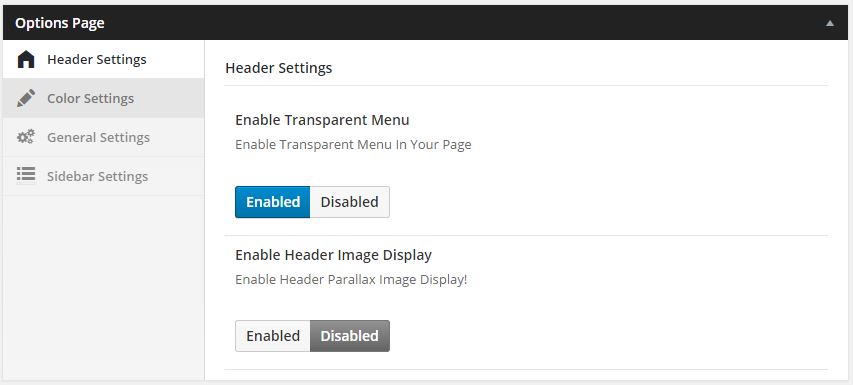 Options Page
Header Settings
Color Settings
General Settings
Sidebar Settings
Header Settings
Enable Transparent Menu
Enable Transparent Menu In Your Page
Enabled Disabled
Enable Header Image Display
Enable Header Parallax Image Display!
Enabled Disabled